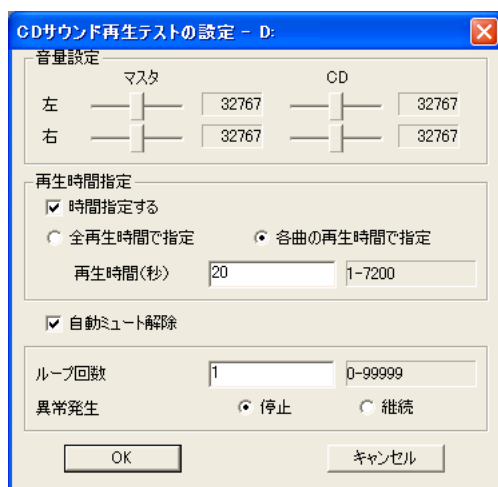 CDサウンド再生テストの設定 - D:
音量設定
マスタ CD
左 32767 32767
右 32767 32767
再生時間指定
時間指定する
全再生時間で指定 各曲の再生時間で指定
再生時間(秒) 20 1-7200
自動ミュート解除
ループ回数 1 0-99999
異常発生 停止 継続
OK キャンセル